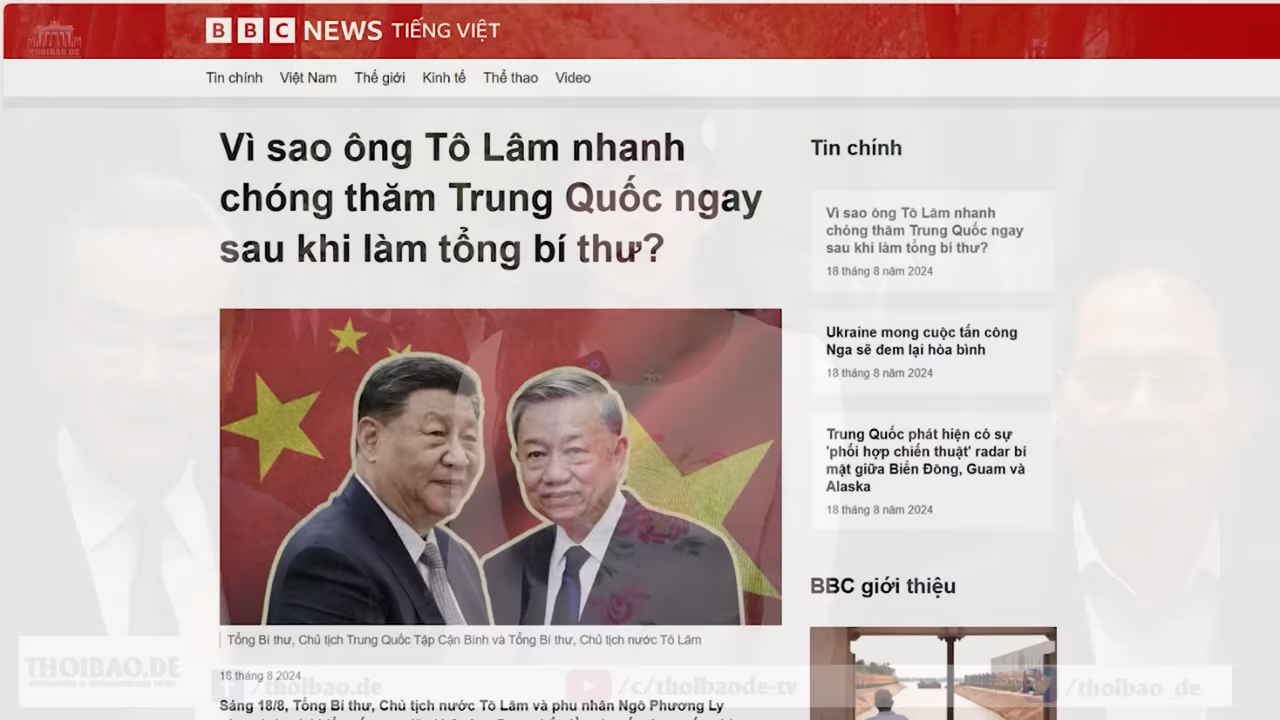 THOIBAO.DE
BBC NEWS TIẾNG VIỆT
Tin chính Việt Nam Thế giới Kinh tế Thể thao Video
Vì sao ông Tô Lâm nhanh
chóng thăm Trung Quốc ngay
sau khi làm tổng bí thư?
Tổng Bí thư, Chủ tịch Trung Quốc Tập Cận Bình và Tổng Bí thư, Chủ tịch nước Tô Lâm
18 tháng 8 2024
Sáng 18/8, Tổng Bí thư, Chủ tịch nước Tô Lâm và phu nhân Ngô Phương Ly
Tin chính
Vì sao ông Tô Lâm nhanh
chóng thăm Trung Quốc ngay
sau khi làm tổng bí thư?
18 tháng 8 năm 2024
Ukraine mong cuộc tấn công
Nga sẽ đem lại hòa bình
18 tháng 8 năm 2024
Trung Quốc phát hiện có sự
'phối hợp chiến thuật' radar bí
mật giữa Biển Đông, Guam và
Alaska
18 tháng 8 năm 2024
BBC giới thiệu
THOIBAO.DE
/thoibao.de
/c/thoibaode-tv
/thoibao_de